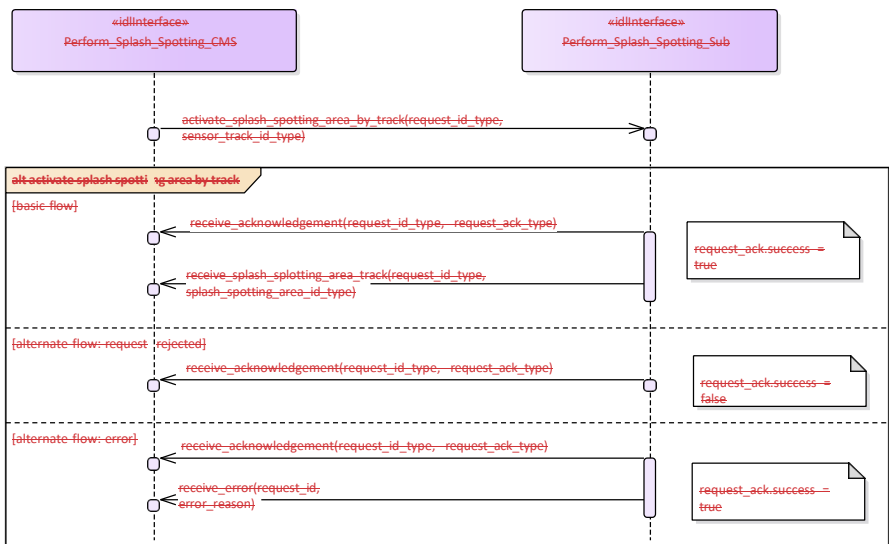 «idlInterface»
Perform_Splash_Spotting_CMS
«idlInterface»
Perform_Splash_Spotting_Sub
activate_splash_spotting_area_by_track(request_id_type,
sensor_track_id_type)
alt activate splash spotting area by track
[basic flow]
receive_acknowledgement(request_id_type, request_ack_type)
request_ack.success =
true
receive_splash_splotting_area_track(request_id_type,
splash_spotting_area_id_type)
[alternate flow: request rejected]
receive_acknowledgement(request_id_type, request_ack_type)
request_ack.success =
false
[alternate flow: error]
receive_acknowledgement(request_id_type, request_ack_type)
receive_error(request_id,
error_reason)
request_ack.success =
true